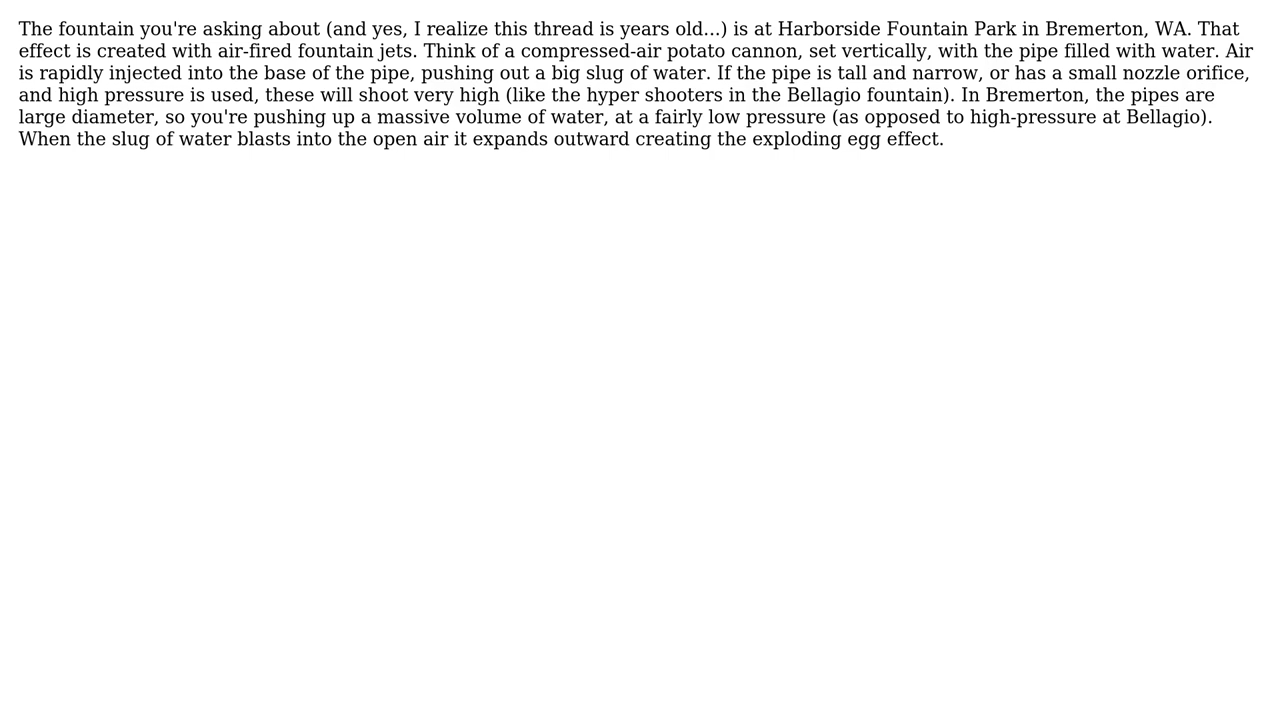 The fountain you're asking about (and yes, I realize this thread is years old...) is at Harborside Fountain Park in Bremerton, WA. That
effect is created with air-fired fountain jets. Think of a compressed-air potato cannon, set vertically, with the pipe filled with water. Air
is rapidly injected into the base of the pipe, pushing out a big slug of water. If the pipe is tall and narrow, or has a small nozzle orifice,
and high pressure is used, these will shoot very high (like the hyper shooters in the Bellagio fountain). In Bremerton, the pipes are
large diameter, so you're pushing up a massive volume of water, at a fairly low pressure (as opposed to high-pressure at Bellagio).
When the slug of water blasts into the open air it expands outward creating the exploding egg effect.